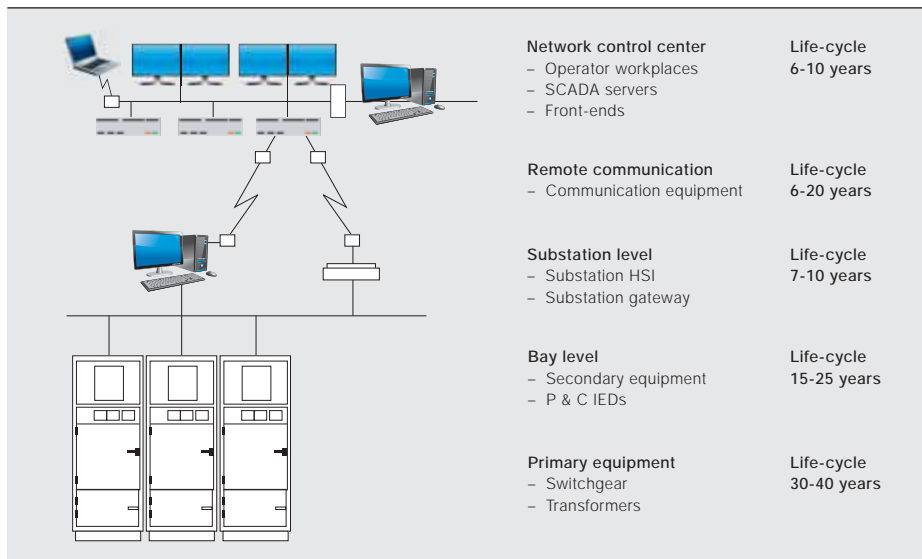 Network control center
Life-cycle
– Operator workplaces
6-10 years
– SCADA servers
– Front-ends
Remote communication
Life-cycle
– Communication equipment
6-20 years
Substation level
Life-cycle
– Substation HSI
7-10 years
– Substation gateway
Bay level
Life-cycle
– Secondary equipment
15-25 years
– P & C IEDs
Primary equipment
Life-cycle
– Switchgear
30-40 years
– Transformers